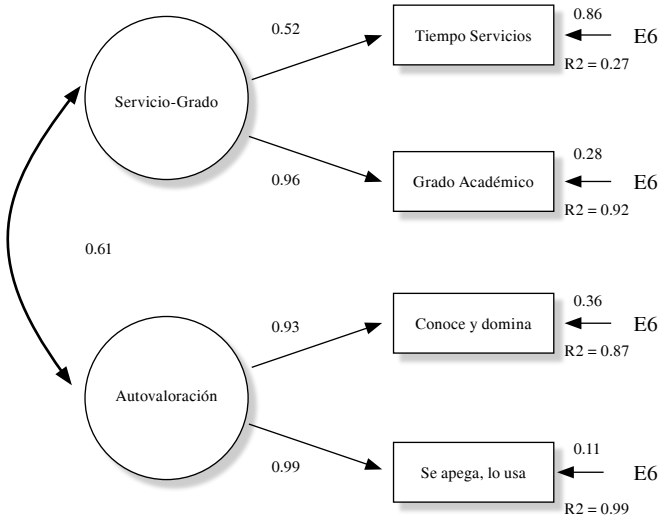 0.52
Tiempo Servicios
0.86
E6
R2 = 0.27
Servicio-Grado
0.96
Grado Académico
0.28
E6
R2 = 0.92
0.61
0.93
Conoce y domina
0.36
E6
R2 = 0.87
Autovaloración
0.99
Se apega, lo usa
0.11
E6
R2 = 0.99